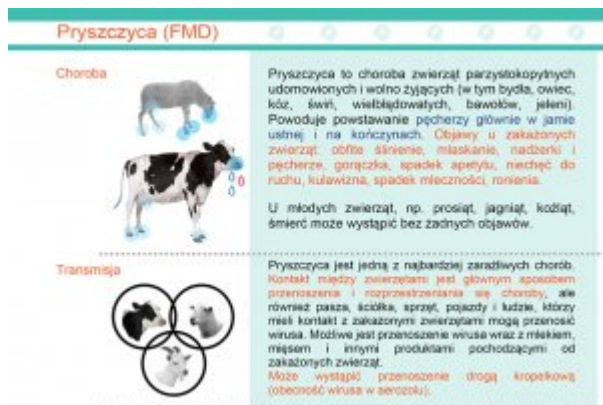 Pryszczyca (FMD)
Choroba
Pryszczyca to choroba zwierząt parzystokopytnych
udomowionych i wolno żyjących (w tym bydła, owiec,
kóz, świń, wielbłądowatych, bawołów, jeleni).
Powoduje powstawanie pęcherzy głównie w jamie
ustnej i na kończynach. Objawy u zakażonych
zwierząt: obfite ślinienie, mlaskanie, nadżerki i
pęcherze, gorączka, spadek apetytu, niechęć do
ruchu, kulawizna, spadek mleczności, ronienia.
U młodych zwierząt, np. prosiąt, jagniąt, koźląt,
śmierć może wystąpić bez żadnych objawów.
Transmisja
Pryszczyca jest jedną z najbardziej zaraźliwych chorób.
Kontakt między zwierzętami jest głównym sposobem
przenoszenia i rozprzestrzeniania się choroby, ale
również pasza, ściółka, sprzęt, pojazdy i ludzie, którzy
mieli kontakt z zakażonymi zwierzętami mogą przenosić
wirusa. Możliwe jest przenoszenie wirusa wraz z mlekiem,
mięsem i innymi produktami pochodzącymi od
zakażonych zwierząt.
Może wystąpić przenoszenie drogą kropelkową
(obecność wirusa w aerozolu).